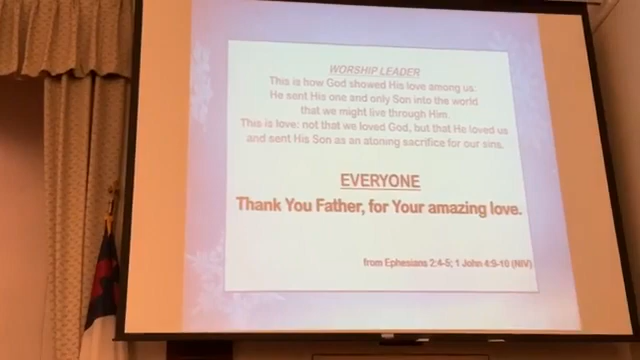 WORSHIP LEADER
This is how God showed His love among us:
He sent His one and only Son into the world
that we might live through Him.
This is love: not that we loved God, but that He loved us
and sent His Son as an atoning sacrifice for our sins.
EVERYONE
Thank You Father, for Your amazing love.
from Ephesians 2:4-5; 1 John 4:9-10 (NIV)